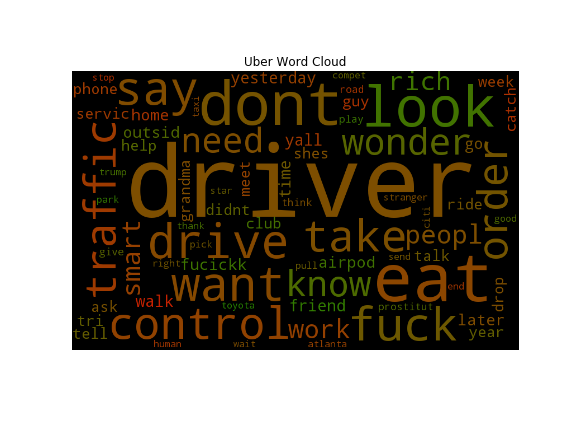 Uber Word Cloud
stop
phone
say
taxi
dont
yesterday
compet
rich
week
look
catch
road
guy
play
servic
home
outsid
help
need
yall
shes
wonder
go
traffic
driver
trump
park
smart
grandma
star
didnt
meet
time
think
stranger
ride
order
good
citi
give
drive
thank
club
pick
take
peopl
right
fucickk
want
pull
airpod
send
talk
know
eat
end
drop
walk
ask
tri
tell
control
toyota
friend
prostitut
work
fuck
later
year
human
wait
atlanta